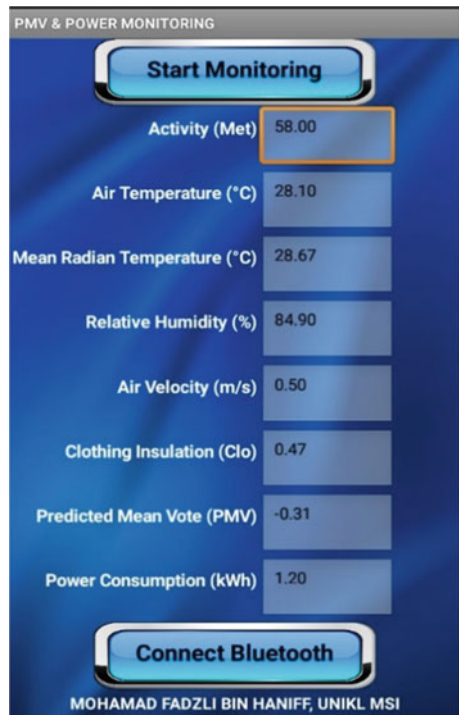 PMV & POWER MONITORING
Start Monitoring
Activity (Met) 58.00
Air Temperature (°C) 28.10
Mean Radian Temperature (°C) 28.67
Relative Humidity (%) 84.90
Air Velocity (m/s) 0.50
Clothing Insulation (Clo) 0.47
Predicted Mean Vote (PMV) -0.31
Power Consumption (kWh) 1.20
Connect Bluetooth
MOHAMAD FADZLI BIN HANIFF, UNIKL MSI